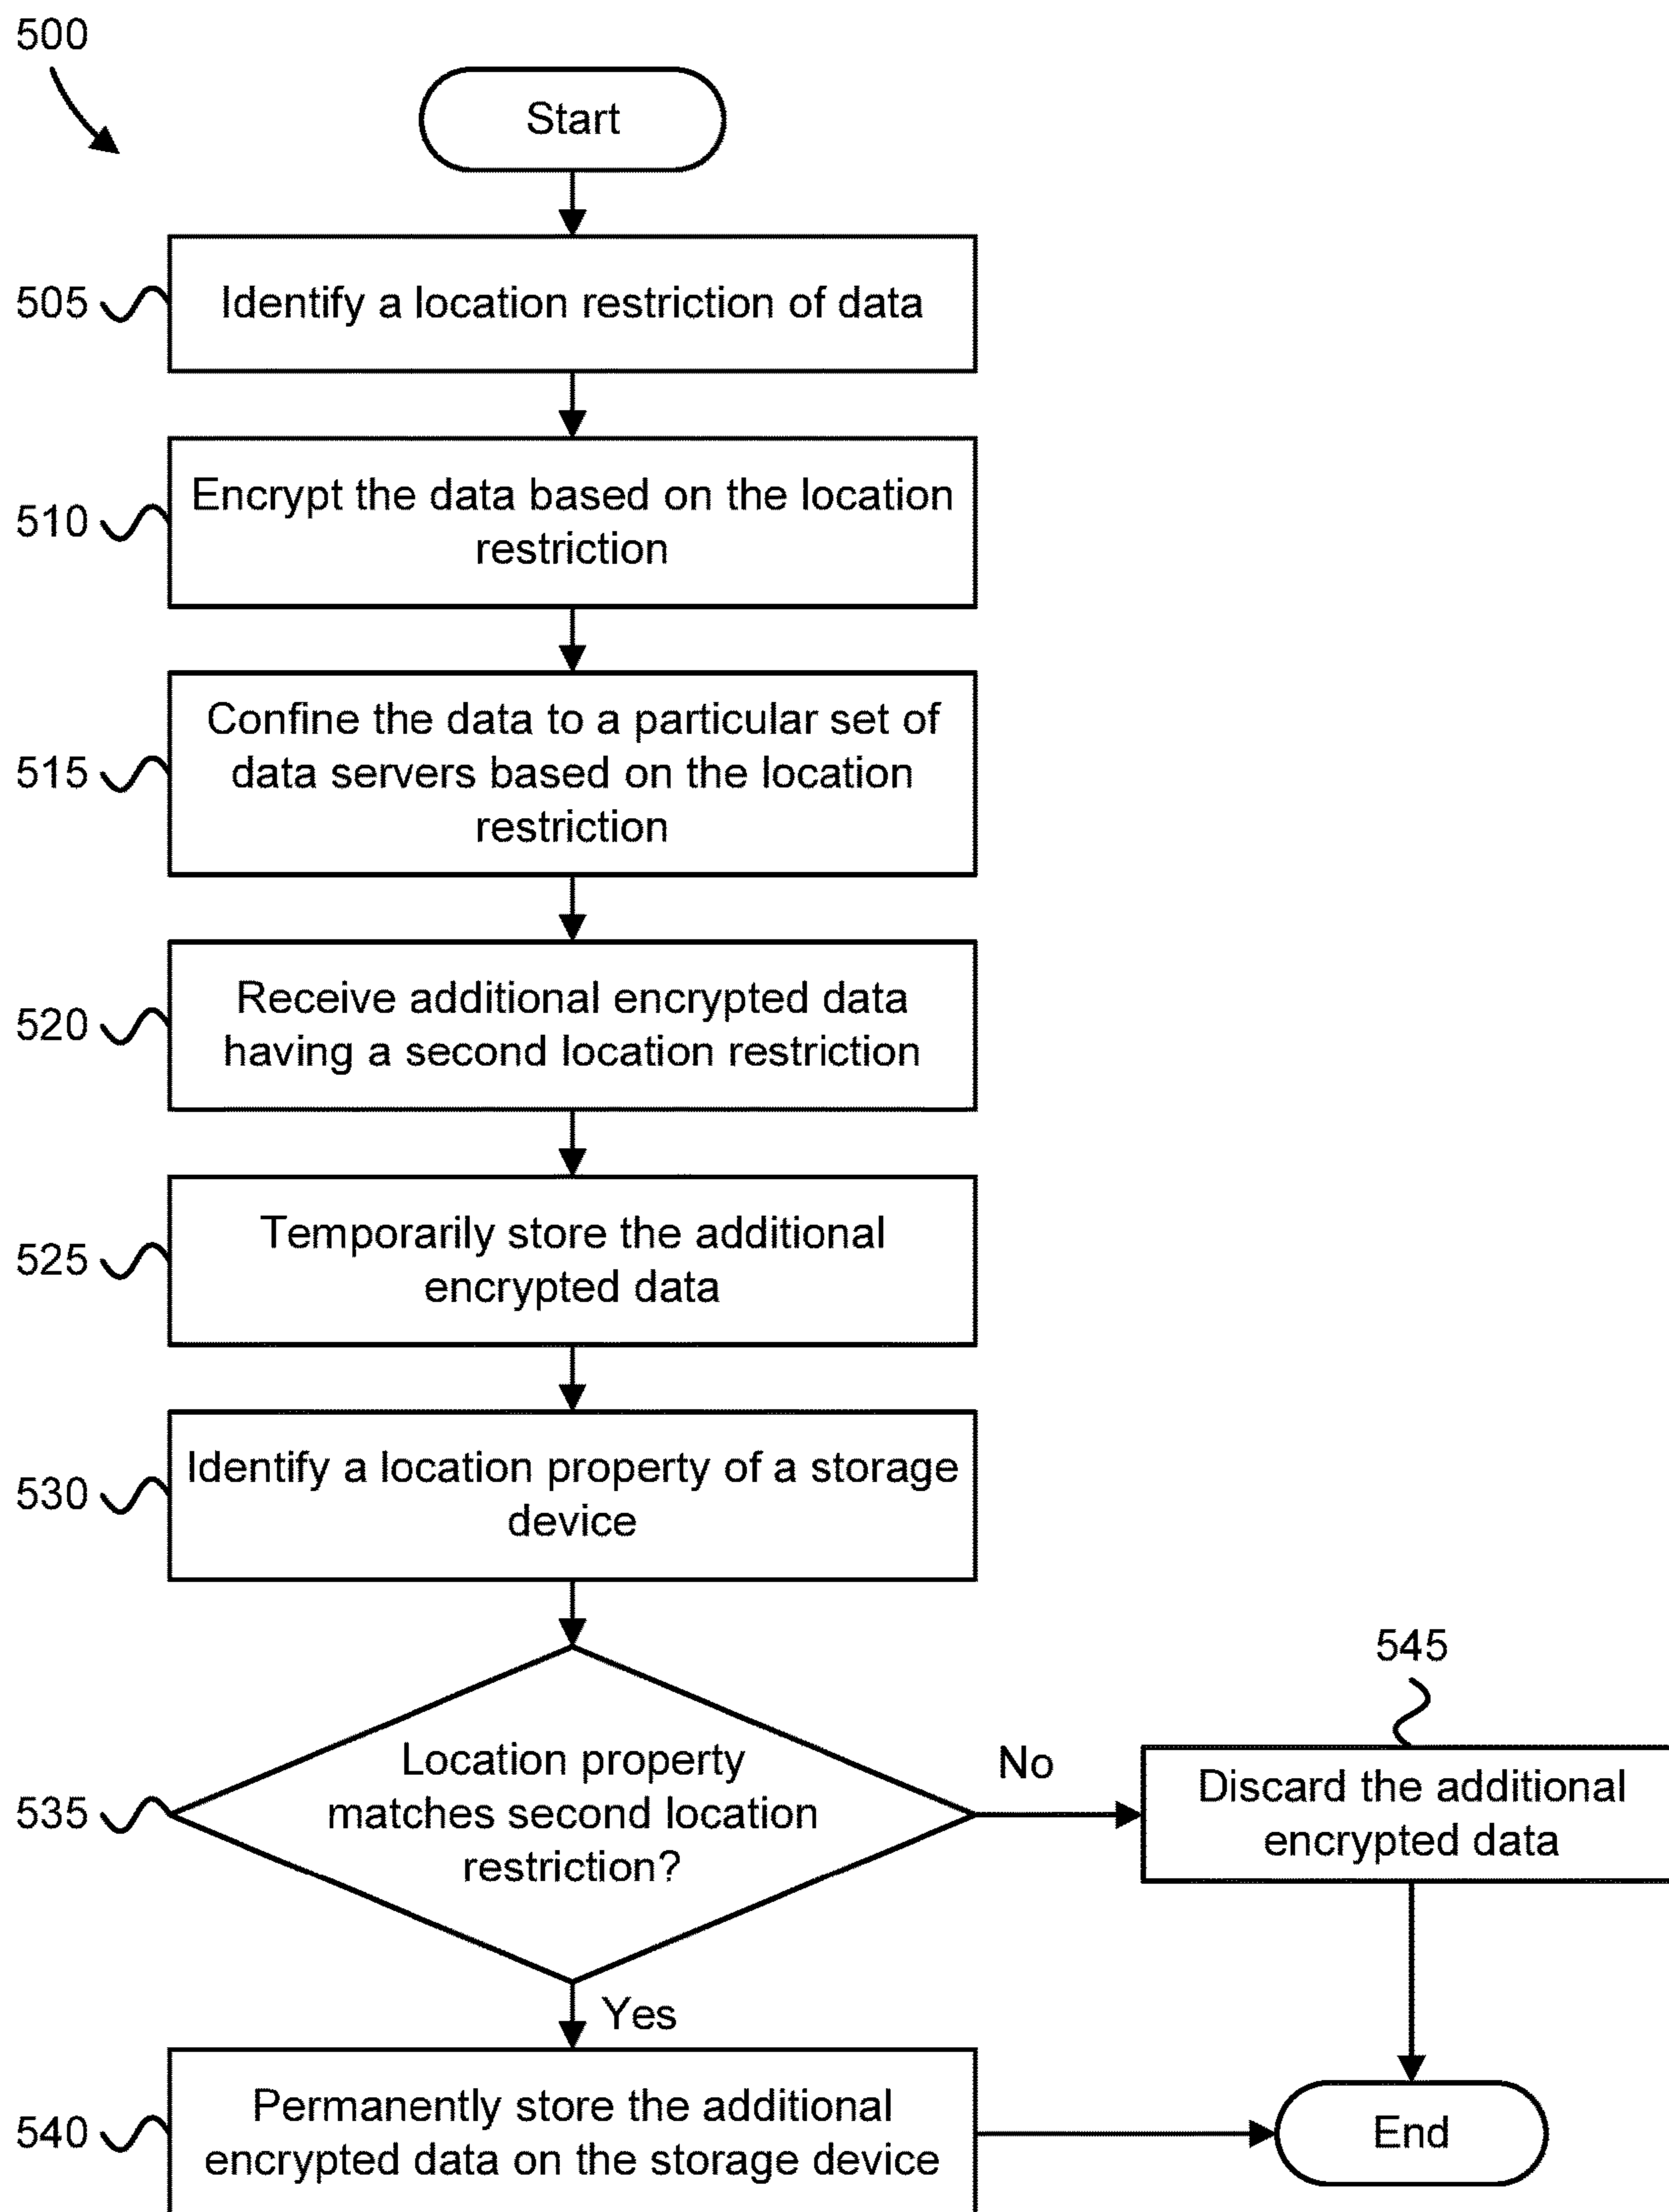 500
Start
505
Identify a location restriction of data
510
Encrypt the data based on the location
restriction
515
Confine the data to a particular set of
data servers based on the location
restriction
520
Receive additional encrypted data
having a second location restriction
525
Temporarily store the additional
encrypted data
530
Identify a location property of a storage
device
535
Location property
matches second location
restriction?
No
545
Discard the additional
encrypted data
Yes
540
Permanently store the additional
encrypted data on the storage device
End